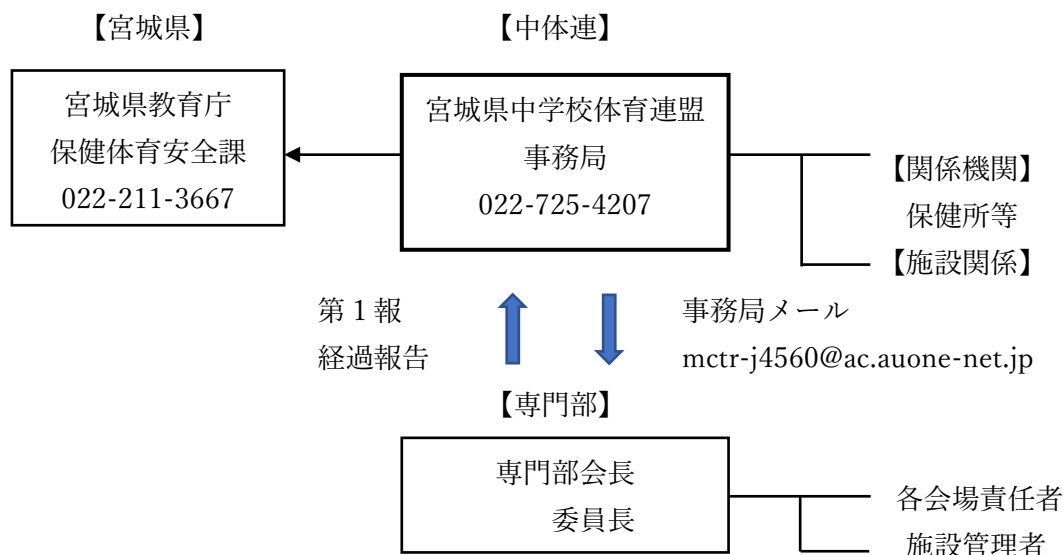 【宮城県】
【中体連】
宮城県教育庁
保健体育安全課
022-211-3667
宮城県中学校体育連盟
事務局
022-725-4207
【関係機関】
保健所等
【施設関係】
第1報
経過報告
事務局メール
mctr-j4560@ac.auone-net.jp
【専門部】
専門部会長
委員長
各会場責任者
施設管理者